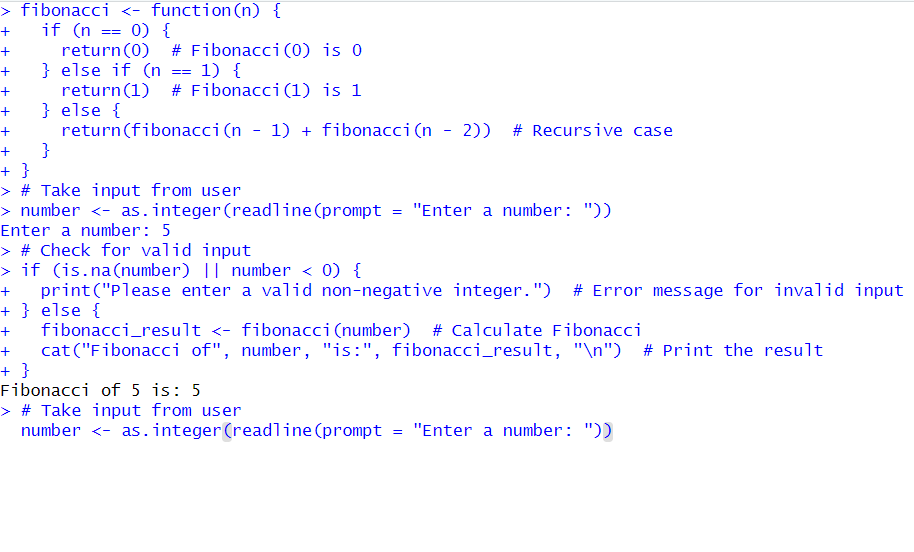 > fibonacci <- function(n) {
+   if (n == 0) {
+     return(0)  # Fibonacci(0) is 0
+   } else if (n == 1) {
+     return(1)  # Fibonacci(1) is 1
+   } else {
+     return(fibonacci(n - 1) + fibonacci(n - 2))  # Recursive case
+   }
+ }
> # Take input from user
> number <- as.integer(readline(prompt = "Enter a number: "))
Enter a number: 5
> # Check for valid input
> if (is.na(number) || number < 0) {
+   print("Please enter a valid non-negative integer.")  # Error message for invalid input
+ } else {
+   fibonacci_result <- fibonacci(number)  # Calculate Fibonacci
+   cat("Fibonacci of", number, "is:", fibonacci_result, "\n")  # Print the result
+ }
Fibonacci of 5 is: 5
> # Take input from user
  number <- as.integer(readline(prompt = "Enter a number: "))